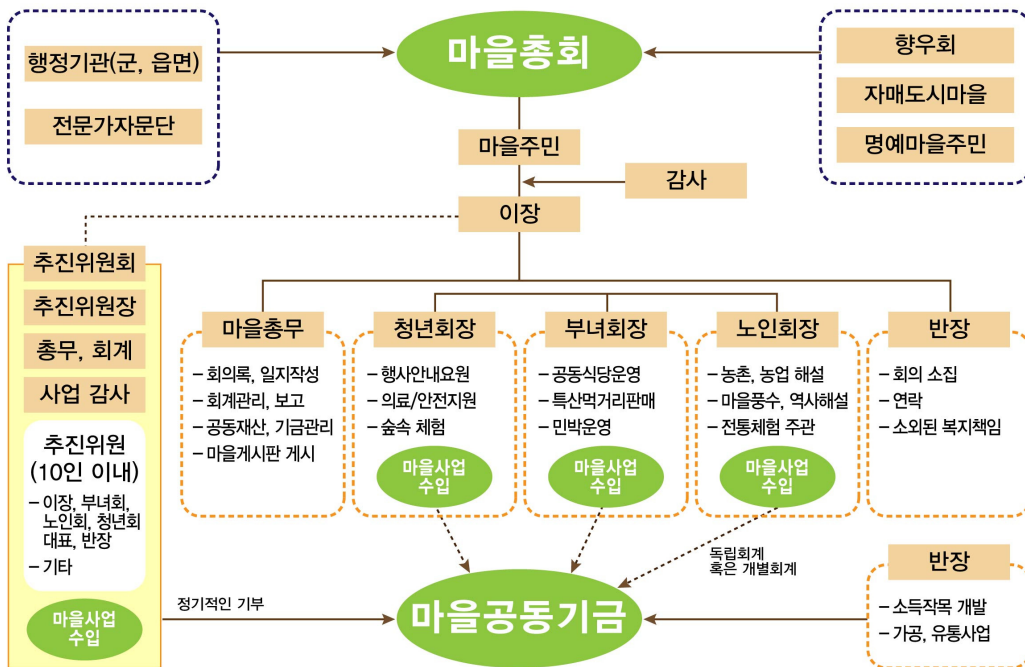 행정기관(군, 읍면)
전문가자문단
마을총회
향우회
자매도시마을
명예마을주민
마을주민
감사
이장
추진위원회
추진위원장
총무, 회계
사업 감사
추진위원
(10인 이내)
– 이장, 부녀회,
노인회, 청년회
대표, 반장
– 기타
마을사업
수입
마을총무
– 회의록, 일지작성
– 회계관리, 보고
– 공동재산, 기금관리
– 마을게시판 게시
청년회장
– 행사안내요원
– 의료/안전지원
– 숲속 체험
마을사업
수입
부녀회장
– 공동식당운영
– 특산먹거리판매
– 민박운영
마을사업
수입
노인회장
– 농촌, 농업 해설
– 마을풍수, 역사해설
– 전통체험 주관
마을사업
수입
반장
– 회의 소집
– 연락
– 소외된 복지책임
독립회계
혹은 개별회계
정기적인 기부
마을공동기금
반장
– 소득작목 개발
– 가공, 유통사업